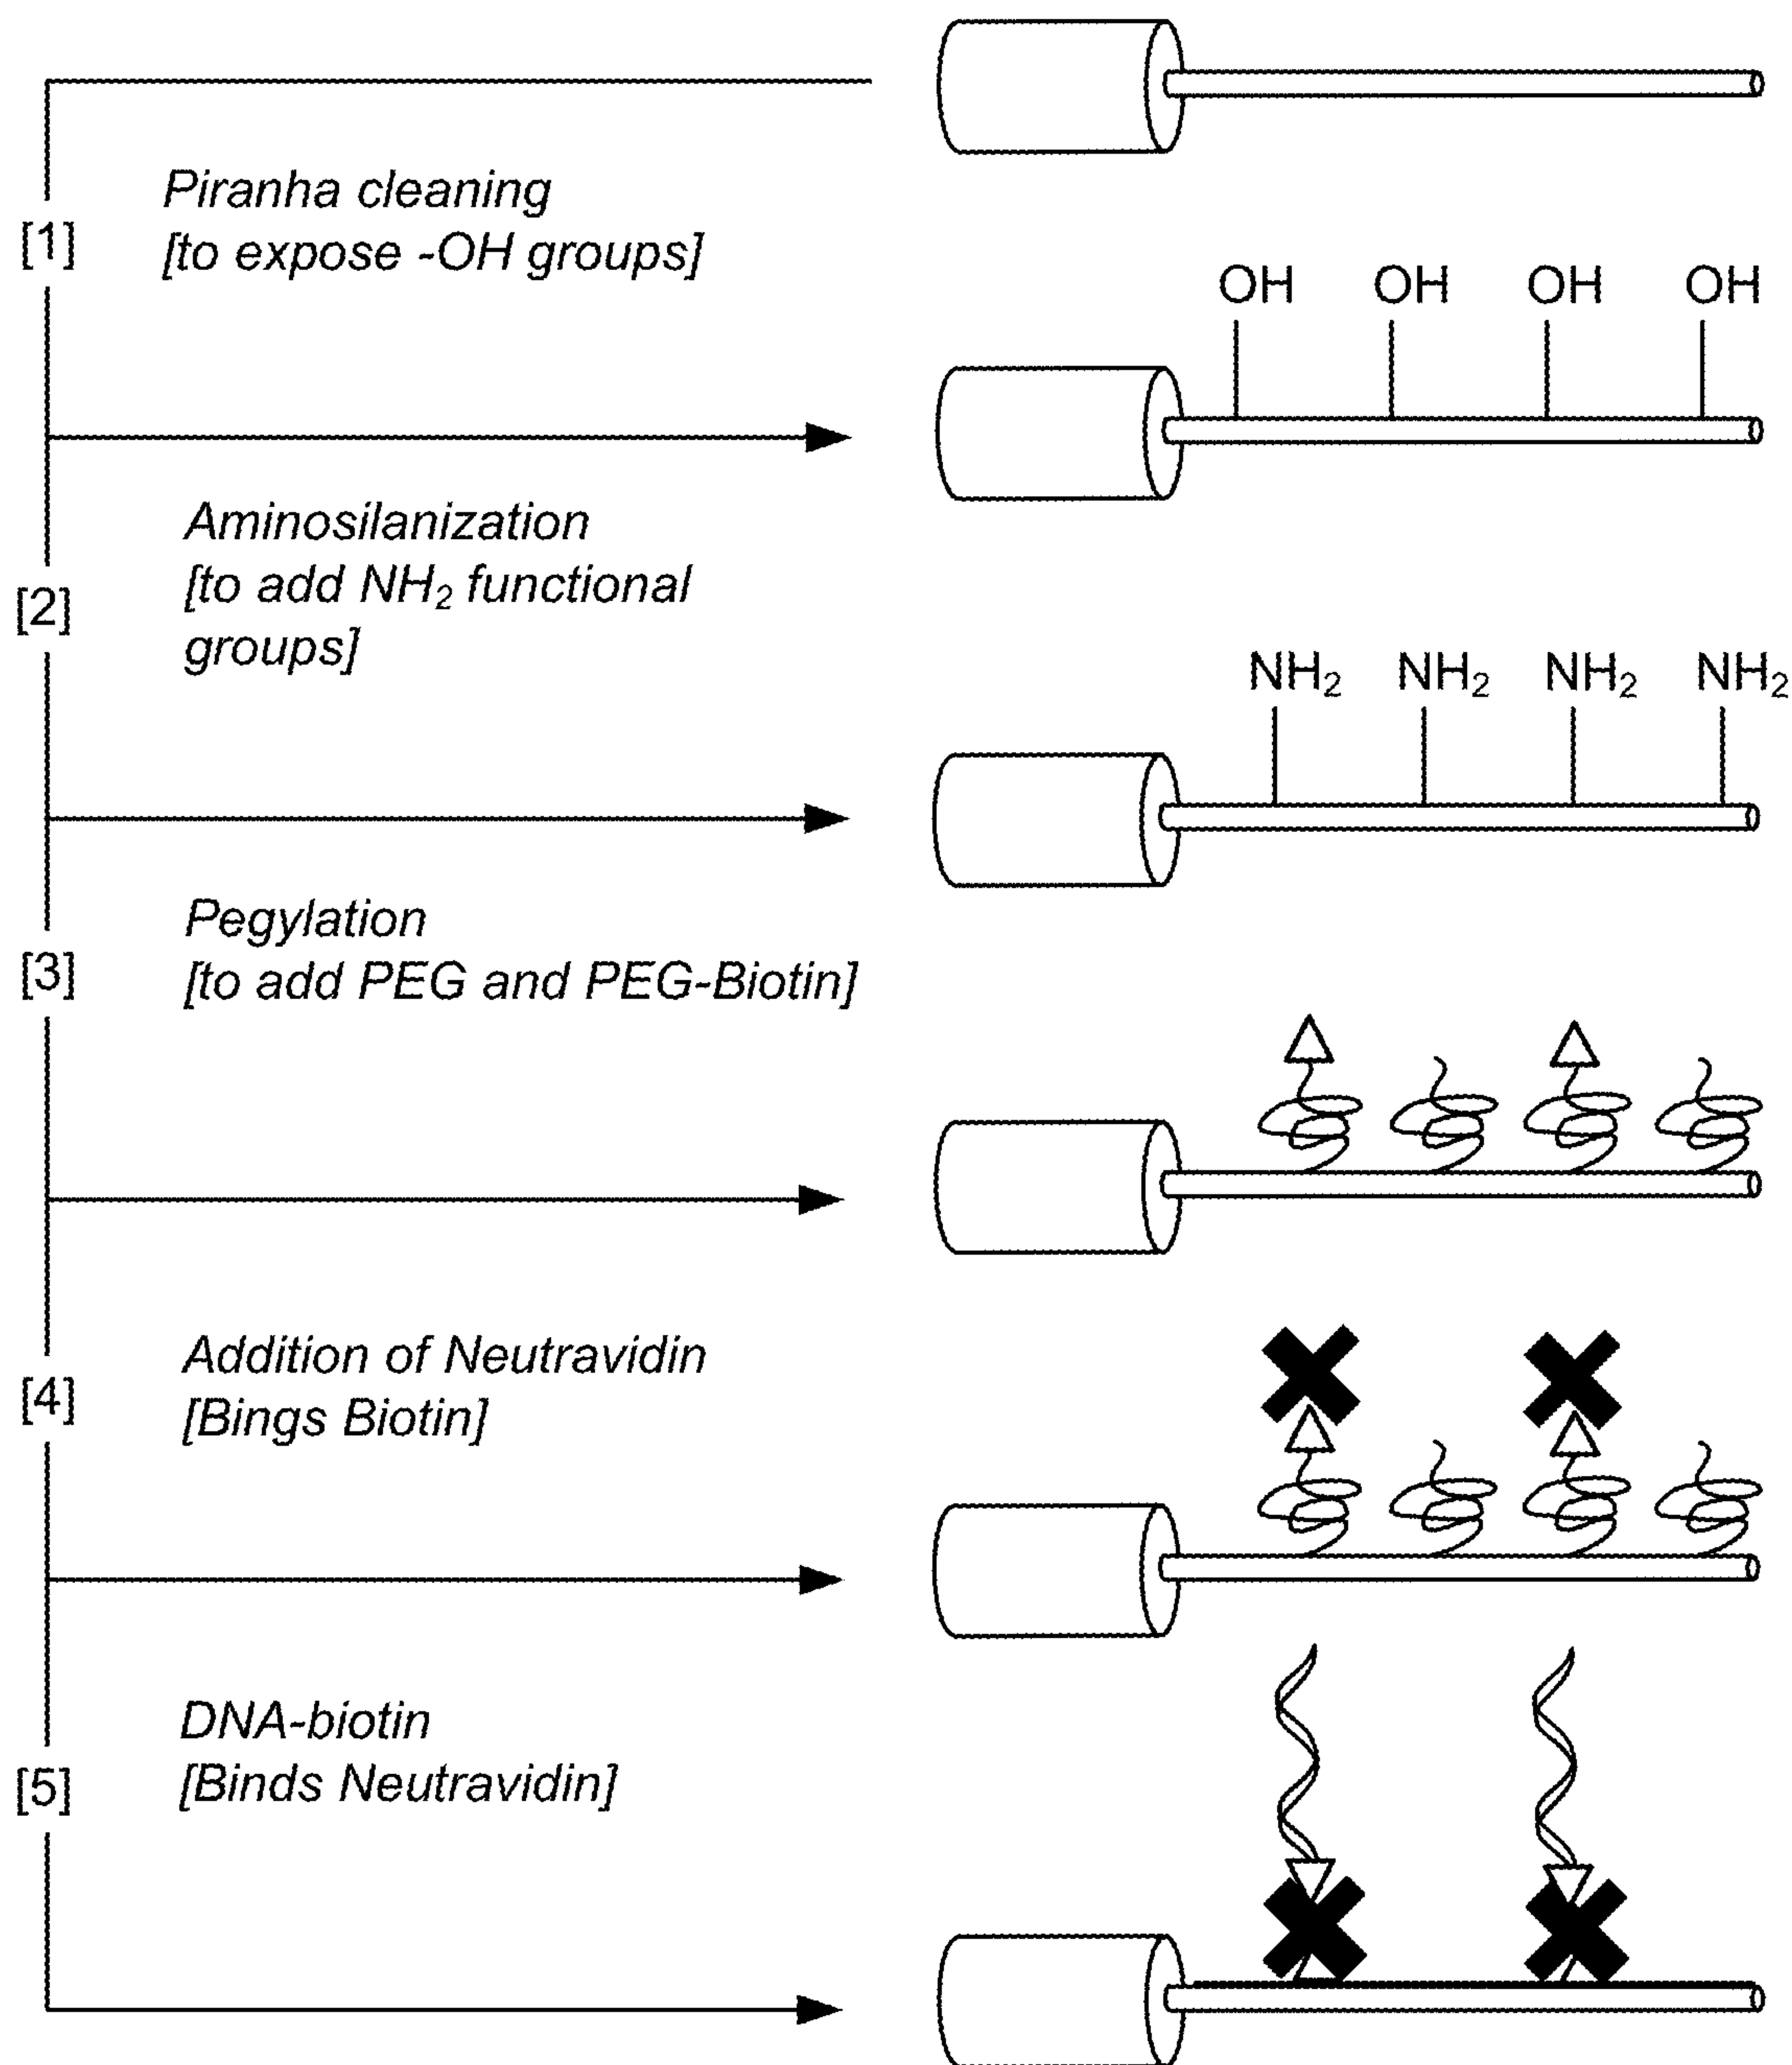 [1]
Piranha cleaning
[to expose -OH groups]
OH OH OH OH
[2]
Aminosilanization
[to add NH₂ functional
groups]
NH₂ NH₂ NH₂ NH₂
[3]
Pegylation
[to add PEG and PEG-Biotin]
[4]
Addition of Neutravidin
[Bings Biotin]
[5]
DNA-biotin
[Binds Neutravidin]